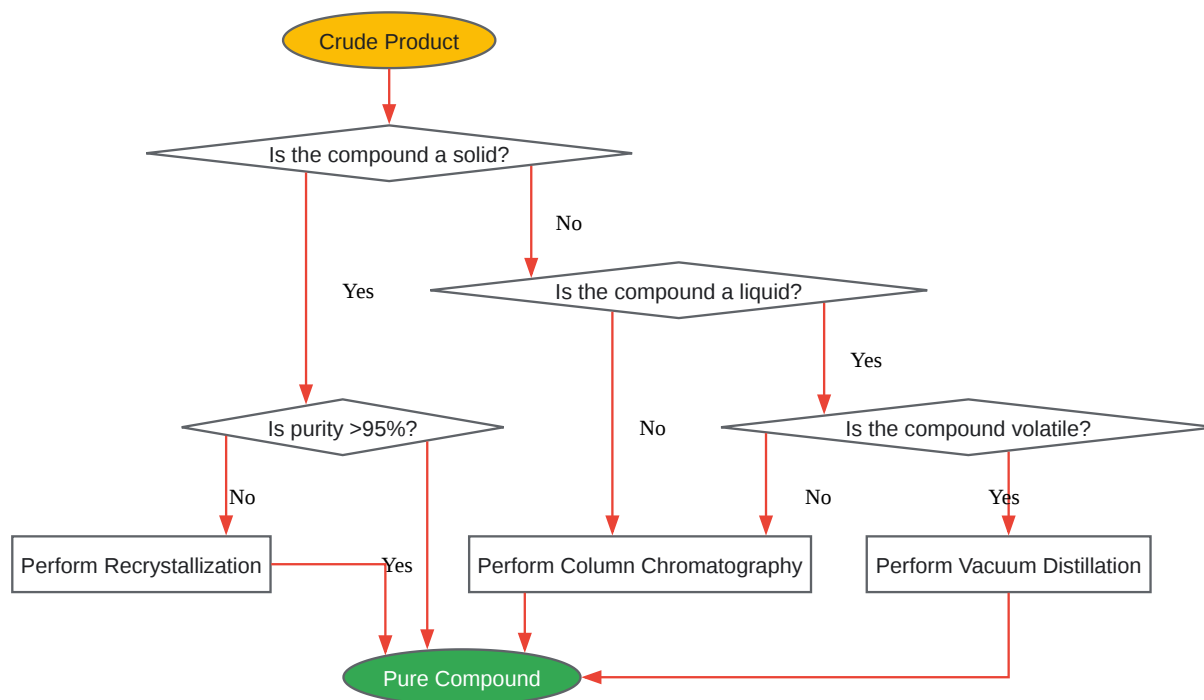 Crude Product
Is the compound a solid?
No
Yes
Is the compound a liquid?
Yes
Is purity >95%?
No
Is the compound volatile?
No
No
Yes
Perform Recrystallization
Yes
Perform Column Chromatography
Perform Vacuum Distillation
Pure Compound